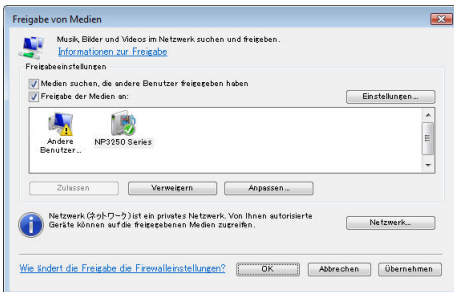 Freigabe von Medien
Musik, Bilder und Videos im Netzwerk suchen und freigeben.
Informationen zur Freigabe
Freigabeeinstellungen
Medien suchen, die andere Benutzer freigegeben haben
Freigabe der Medien an:
Einstellungen...
Andere
Benutzer...
NP3250 Series
Zulassen
Verweigern
Anpassen...
Netzwerk (ネットワーク) ist ein privates Netzwerk. Von Ihnen autorisierte
Geräte können auf die freigegebenen Medien zugreifen.
Netzwerk...
Wie ändert die Freigabe die Firewalleinstellungen?
OK
Abbrechen
Übernehmen